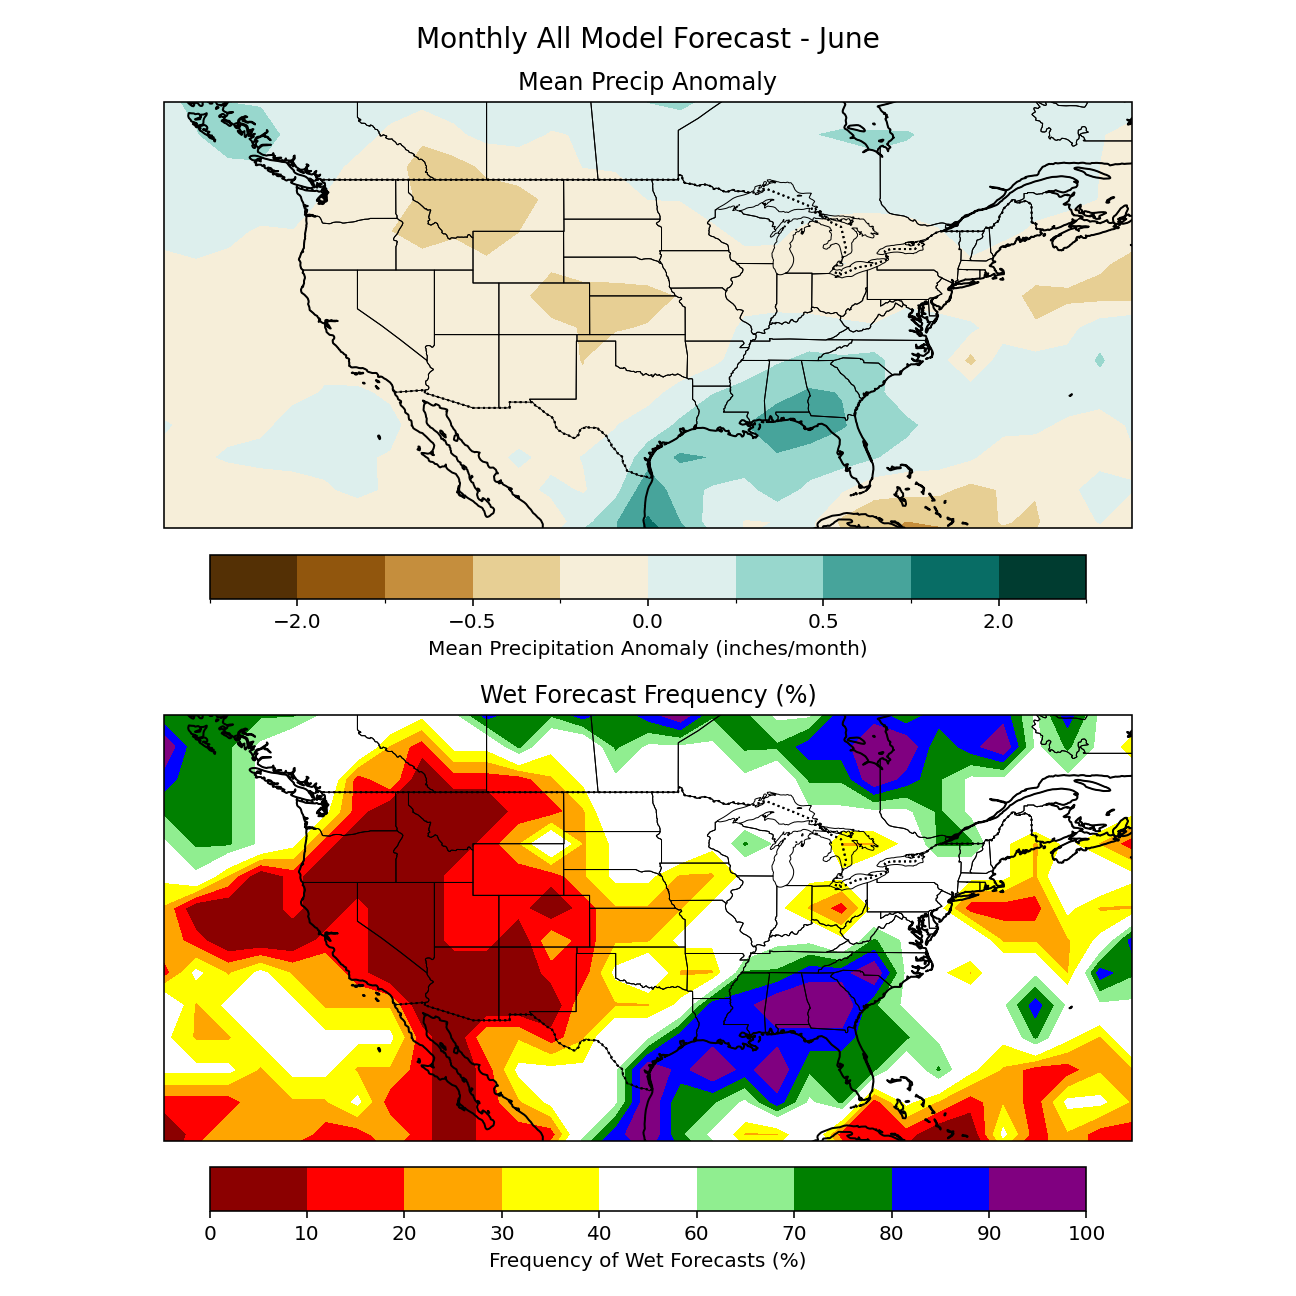 Monthly All Model Forecast - June
Mean Precip Anomaly
−2.0 −0.5 0.0 0.5 2.0
Mean Precipitation Anomaly (inches/month)
Wet Forecast Frequency (%)
0 10 20 30 40 60 70 80 90 100
Frequency of Wet Forecasts (%)